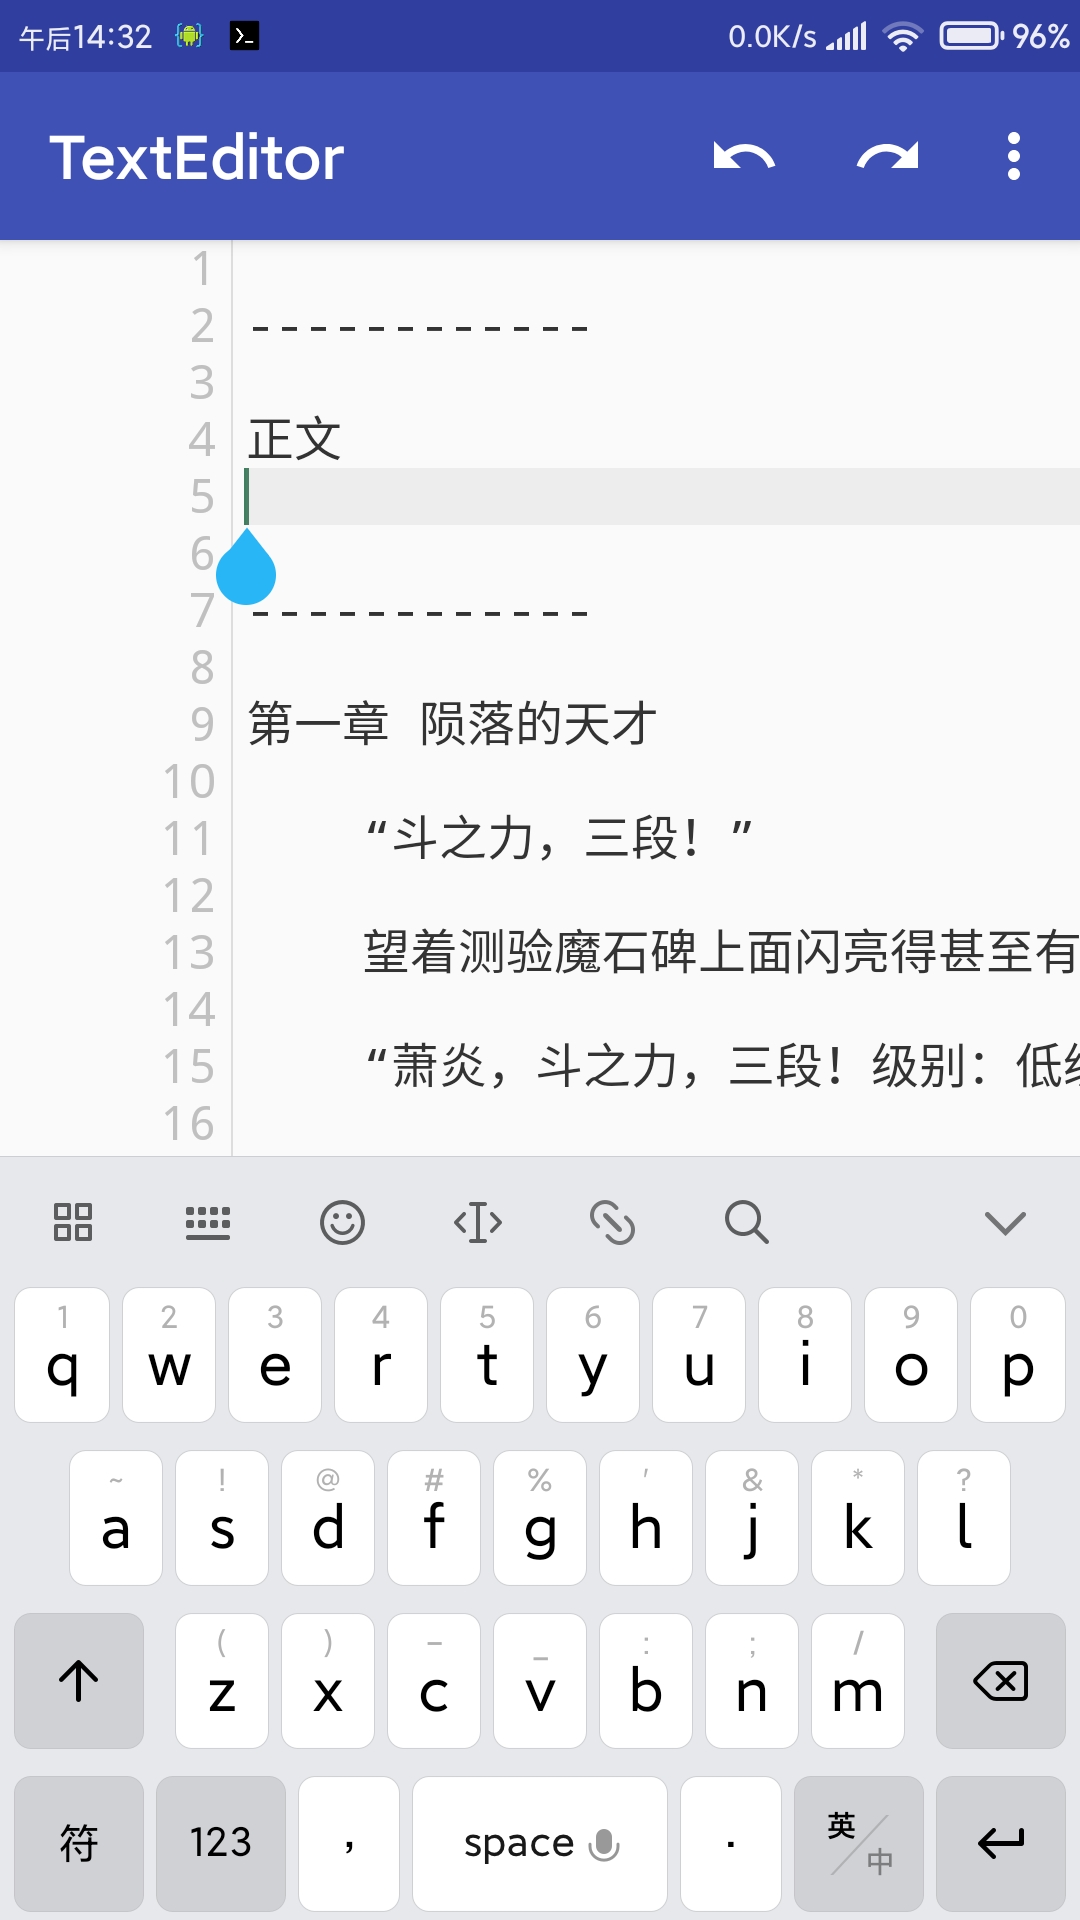 午后14:32 0.0K/s 96%
TextEditor
1
2 ------------
3
4 正文
5
6
7 ------------
8
9 第一章 陨落的天才
10
11 “斗之力，三段！”
12
13 望着测验魔石碑上面闪亮得甚至有
14
15 “萧炎，斗之力，三段！级别：低
16
1 2 3 4 5 6 7 8 9 0
q w e r t y u i o p
~ ! @ # % ' & * ?
a s d f g h j k l
( ) – _ : ; /
z x c v b n m
符 123 , space . 英/中